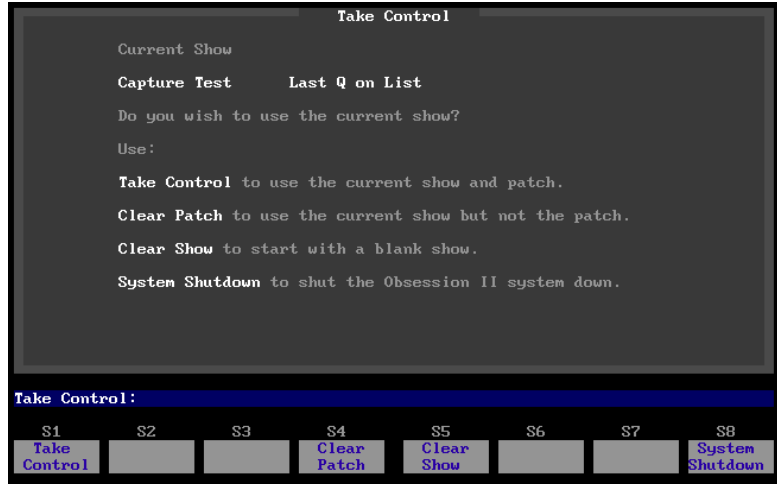 Take Control
Current Show
Capture Test Last Q on List
Do you wish to use the current show?
Use:
Take Control to use the current show and patch.
Clear Patch to use the current show but not the patch.
Clear Show to start with a blank show.
System Shutdown to shut the Obsession II system down.
Take Control:
S1 S2 S3 S4 S5 S6 S7 S8
Take Clear Clear System
Control Patch Show Shutdown